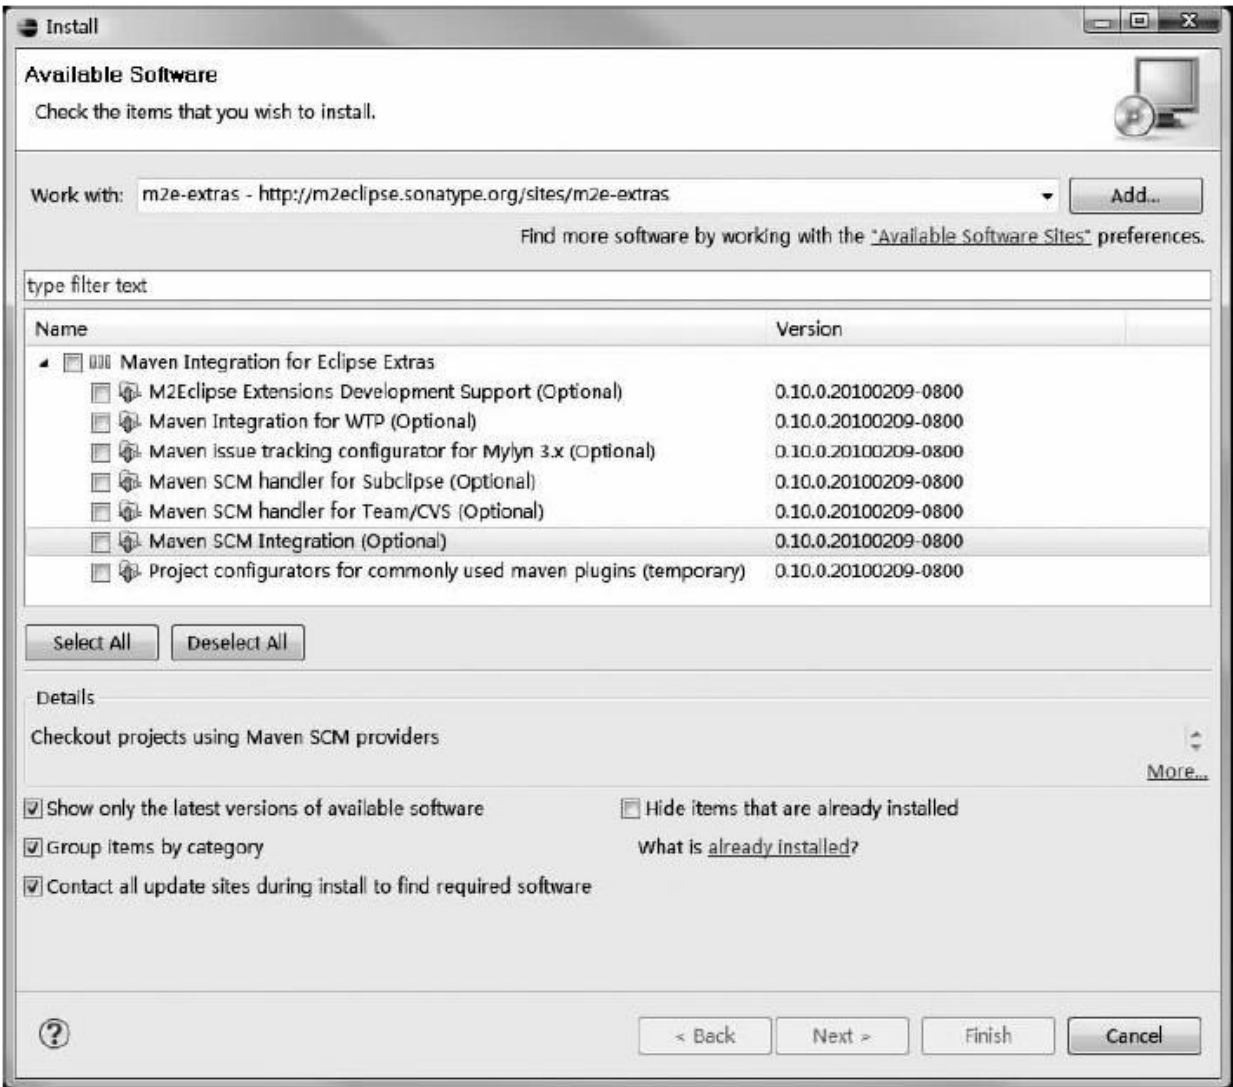 Install
Available Software
Check the items that you wish to install.
Work with: m2e-extras - http://m2eclipse.sonatype.org/sites/m2e-extras Add...
Find more software by working with the "Available Software Sites" preferences.
type filter text
Name Version
Maven Integration for Eclipse Extras
M2Eclipse Extensions Development Support (Optional) 0.10.0.20100209-0800
Maven Integration for WTP (Optional) 0.10.0.20100209-0800
Maven issue tracking configurator for Mylyn 3.x (Optional) 0.10.0.20100209-0800
Maven SCM handler for Subclipse (Optional) 0.10.0.20100209-0800
Maven SCM handler for Team/CVS (Optional) 0.10.0.20100209-0800
Maven SCM Integration (Optional) 0.10.0.20100209-0800
Project configurators for commonly used maven plugins (temporary) 0.10.0.20100209-0800
Select All Deselect All
Details
Checkout projects using Maven SCM providers
More...
Show only the latest versions of available software Hide items that are already installed
Group items by category What is already installed?
Contact all update sites during install to find required software
? < Back Next > Finish Cancel